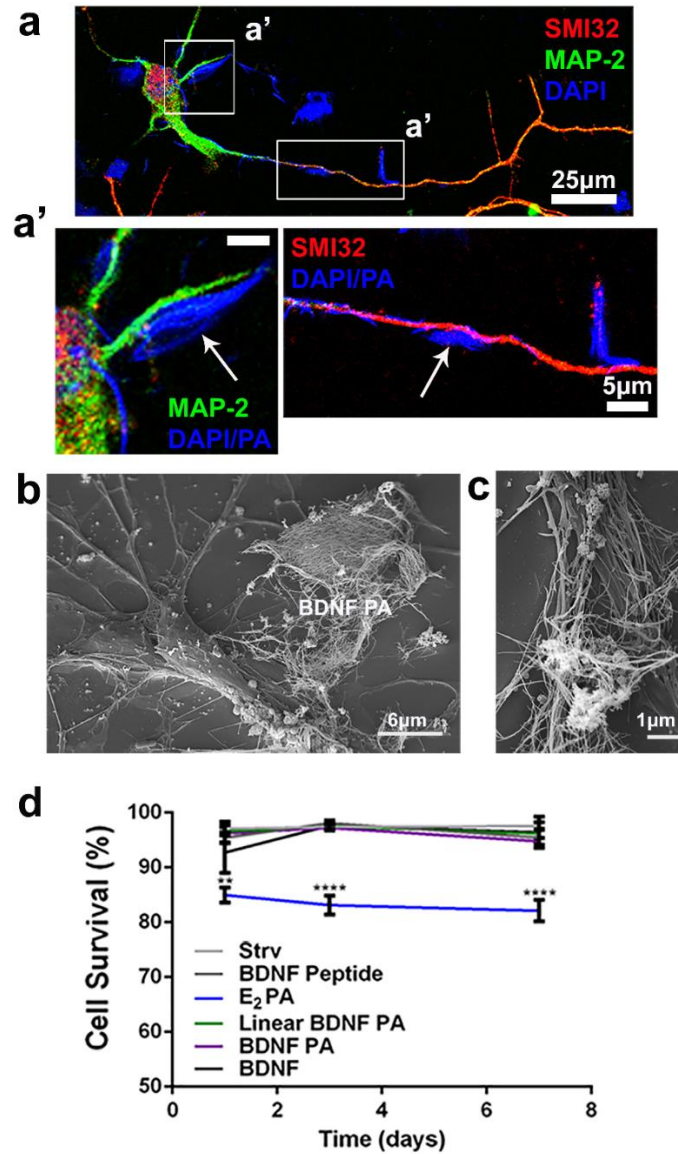 a
a'
a'
SMI32
MAP-2
DAPI
25µm
a'
MAP-2
DAPI/PA
SMI32
DAPI/PA
5µm
b
BDNF PA
6µm
c
1µm
d
Cell Survival (%)
100
90
80
70
60
50
**
****
****
Strv
BDNF Peptide
E₂ PA
Linear BDNF PA
BDNF PA
BDNF
0
2
4
6
8
Time (days)